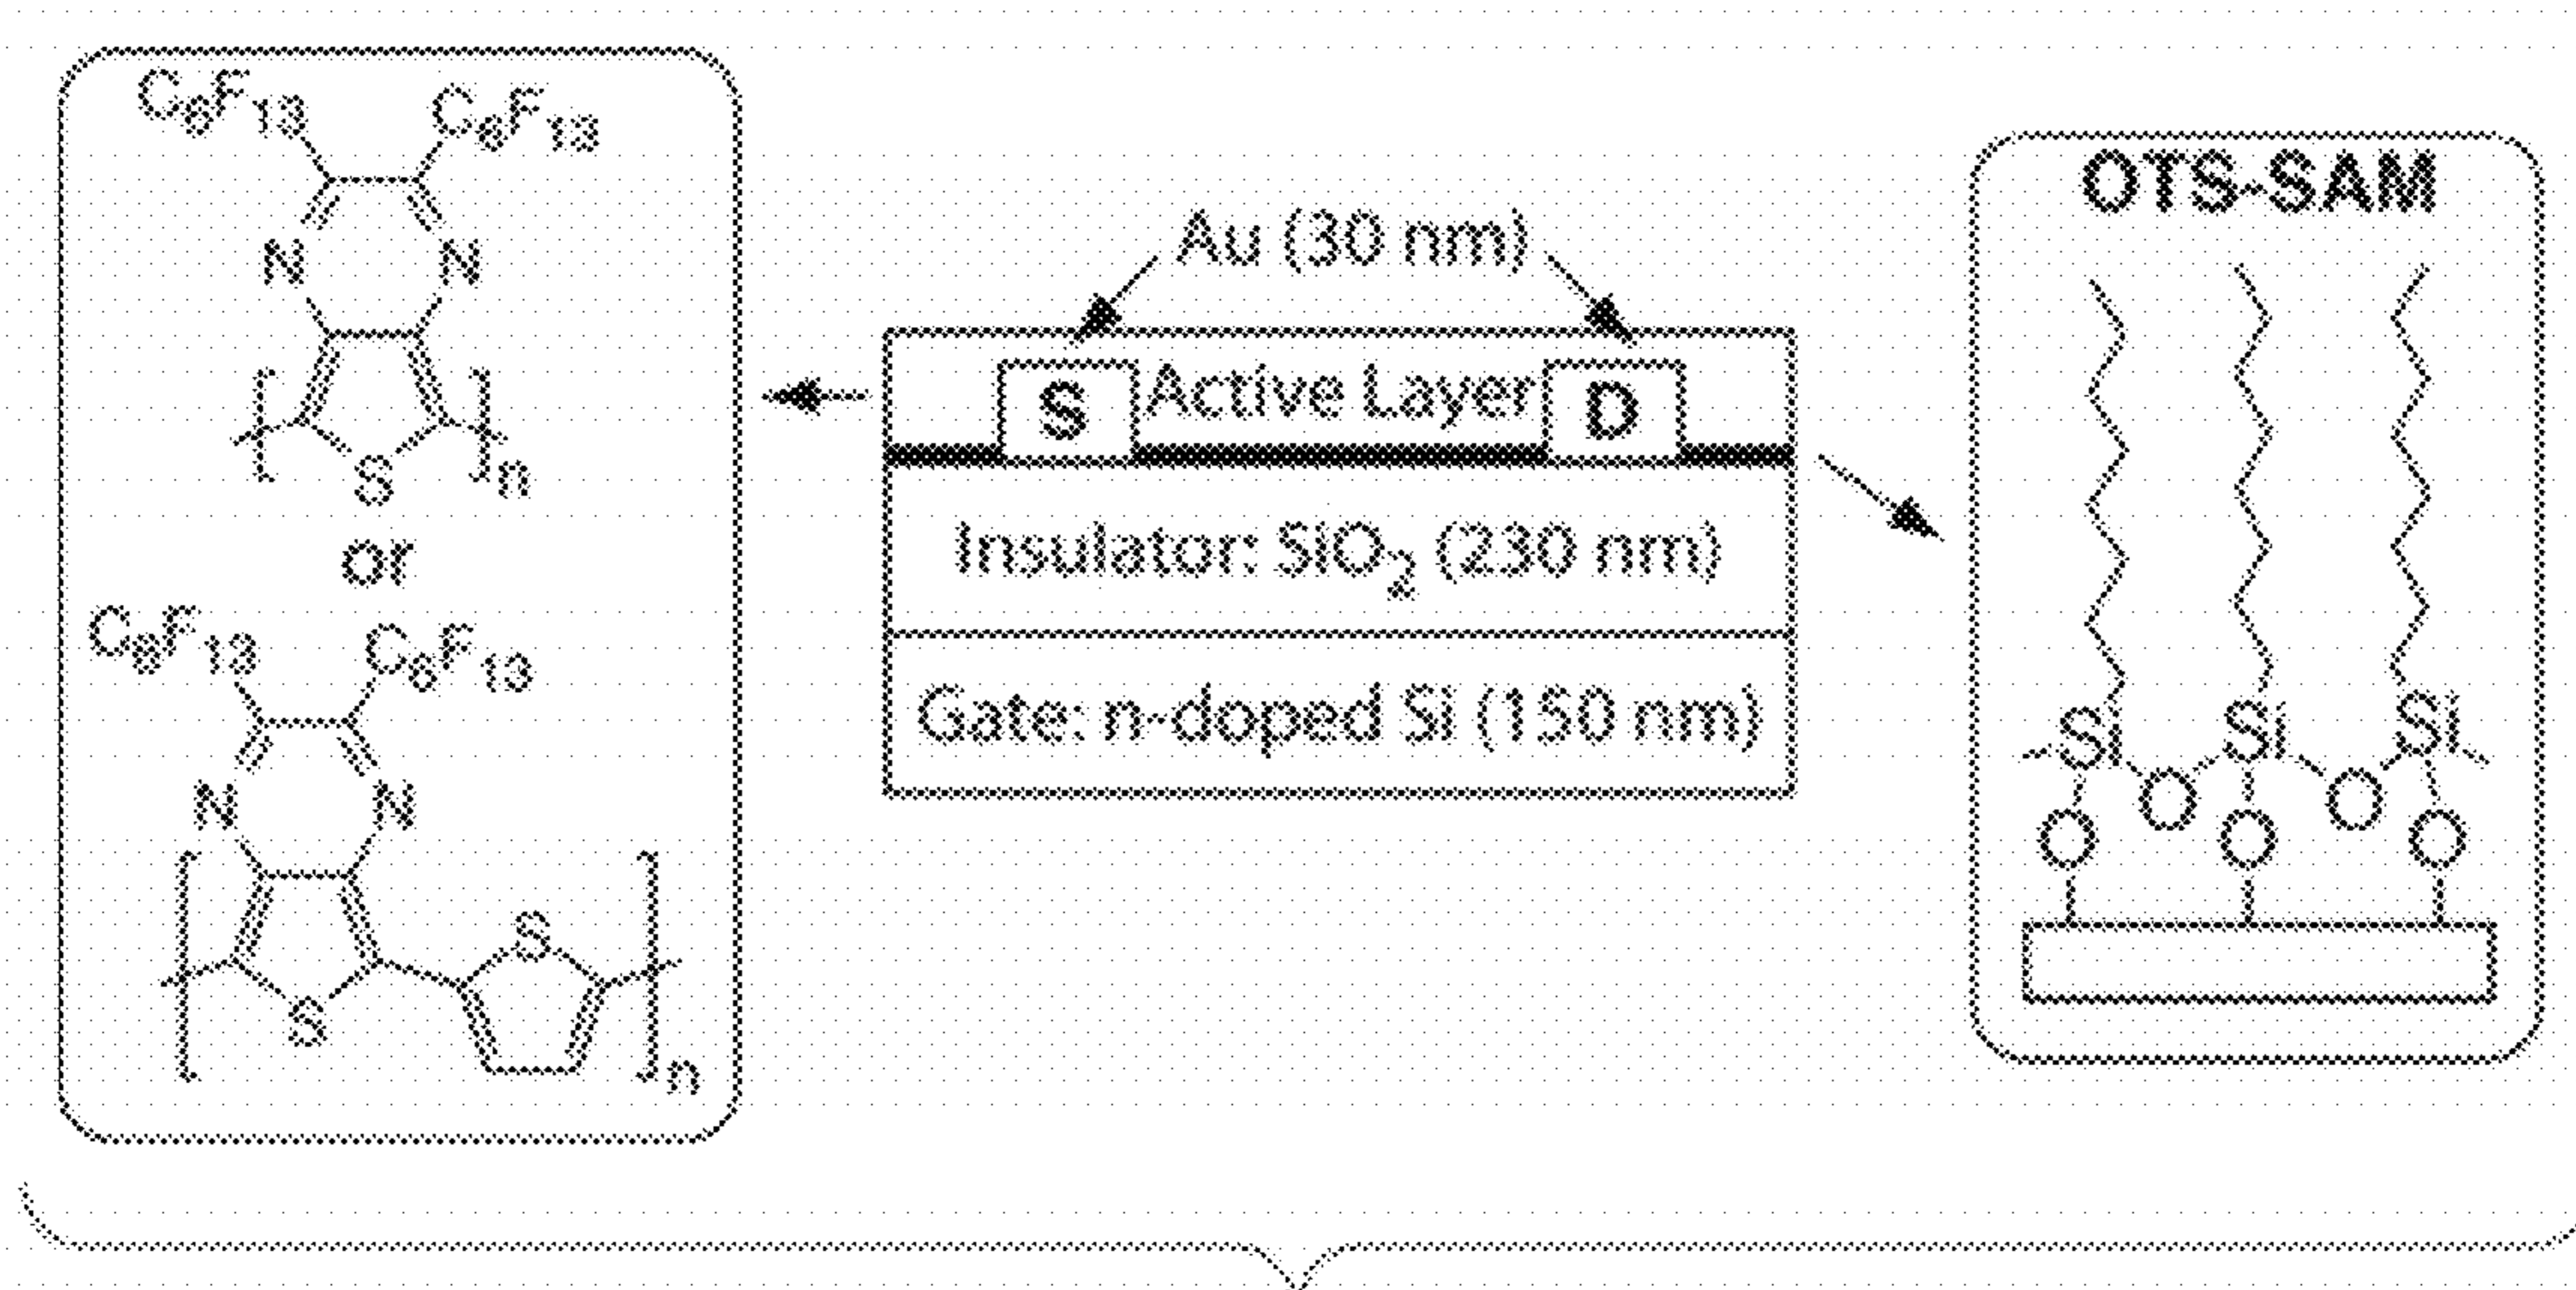 C6F13 C6F13
N N
S n
or
C6F13 C6F13
N N
S
S
n
Au (30 nm)
S Active Layer D
Insulator: SiO2 (230 nm)
Gate: n-doped Si (150 nm)
OTS-SAM
Si Si Si
O O
O O O